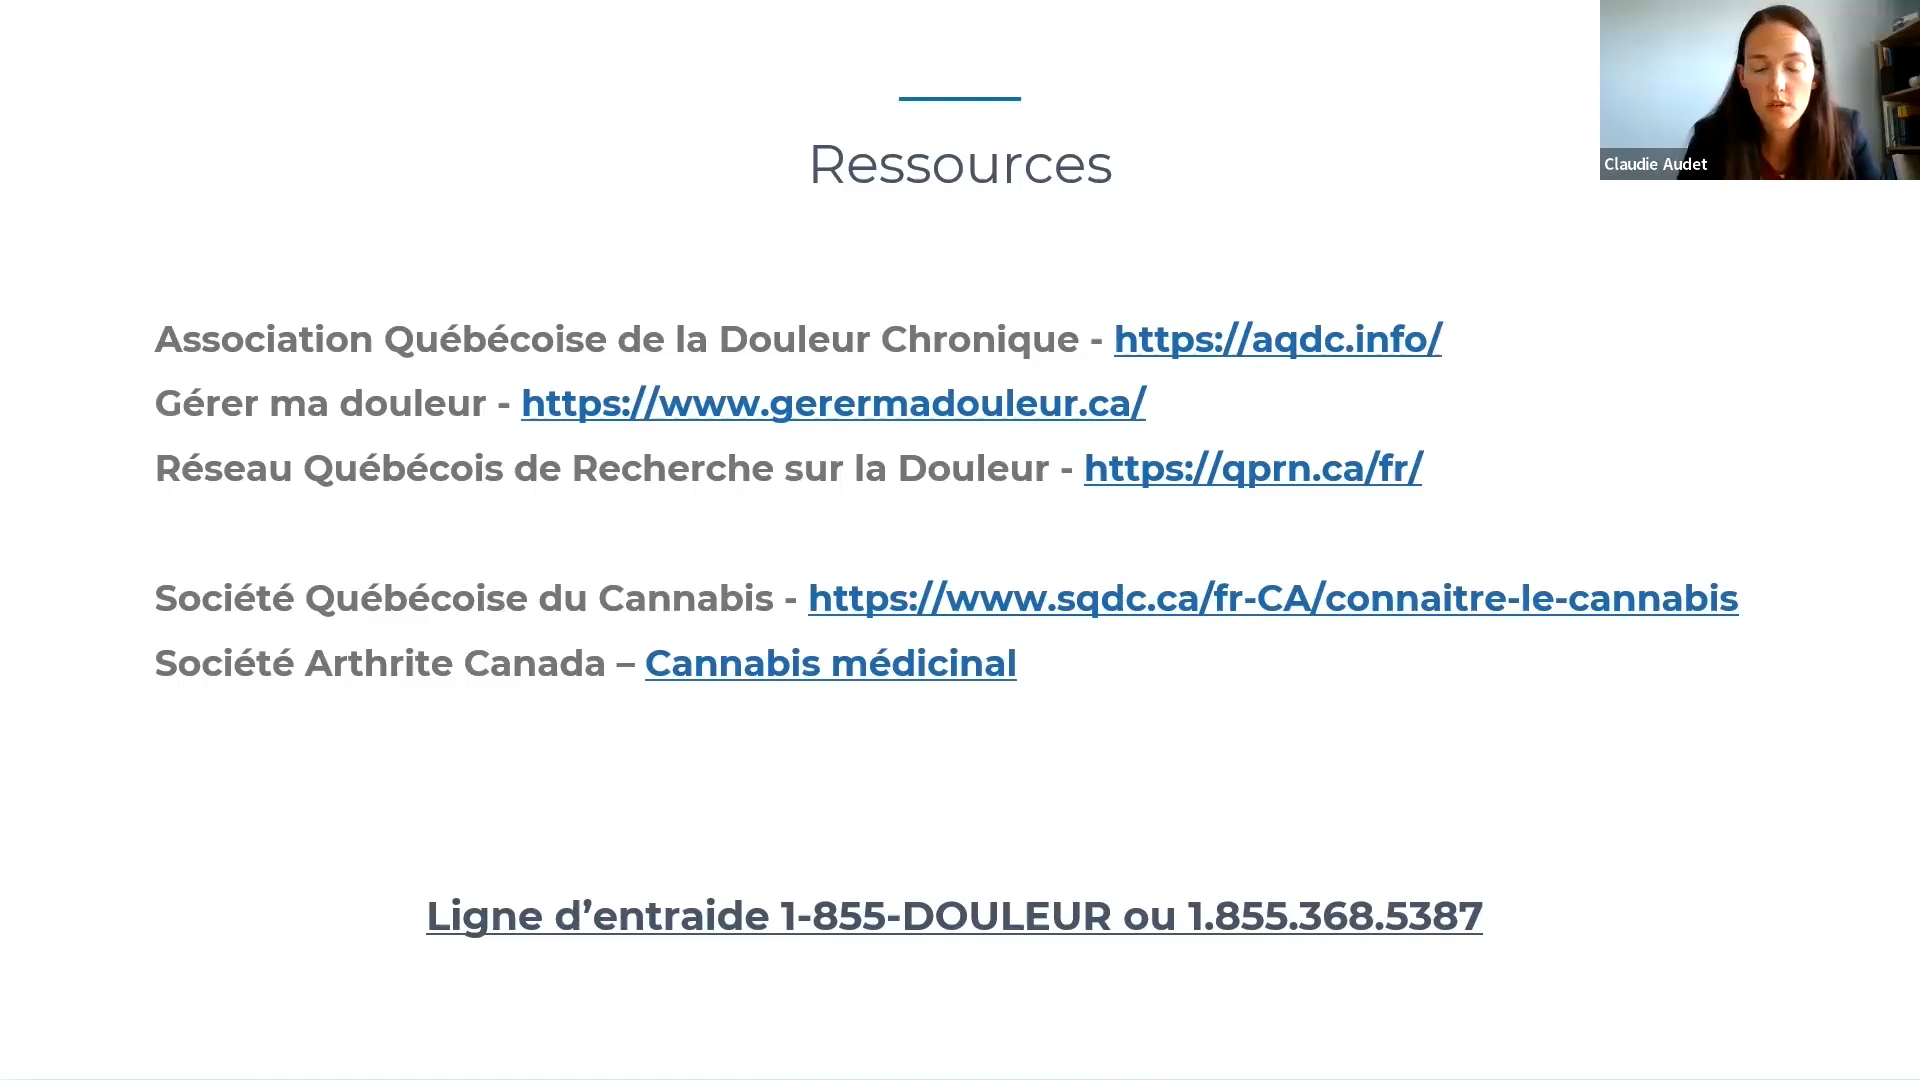 Ressources
Claudie Audet
Association Québécoise de la Douleur Chronique - https://aqdc.info/
Gérer ma douleur - https://www.gerermadouleur.ca/
Réseau Québécois de Recherche sur la Douleur - https://qprn.ca/fr/
Société Québécoise du Cannabis - https://www.sqdc.ca/fr-CA/connaitre-le-cannabis
Société Arthrite Canada – Cannabis médicinal
Ligne d’entraide 1-855-DOULEUR ou 1.855.368.5387